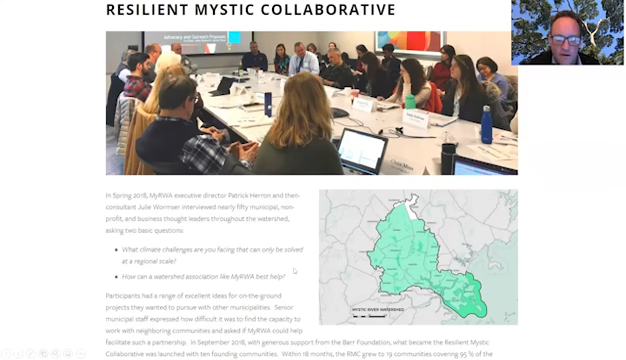 RESILIENT MYSTIC COLLABORATIVE
Advocacy and Outreach Proposals
In Spring 2018, MyRWA executive director Patrick Herron and then-
consultant Julie Wormser interviewed nearly fifty municipal, non-
profit, and business thought leaders throughout the watershed,
asking two basic questions:
• What climate challenges are you facing that can only be solved
at a regional scale?
• How can a watershed association like MyRWA best help?
Participants had a range of excellent ideas for on-the-ground
projects they wanted to pursue with other municipalities. Senior
municipal staff expressed how difficult it was to find the capacity to
work with neighboring communities and asked if MyRWA could help
facilitate such a partnership. In September 2018, with generous support from the Barr Foundation, what became the Resilient Mystic
Collaborative was launched with ten founding communities. Within 18 months, the RMC grew to 19 communities covering 95 % of the
MYSTIC RIVER WATERSHED